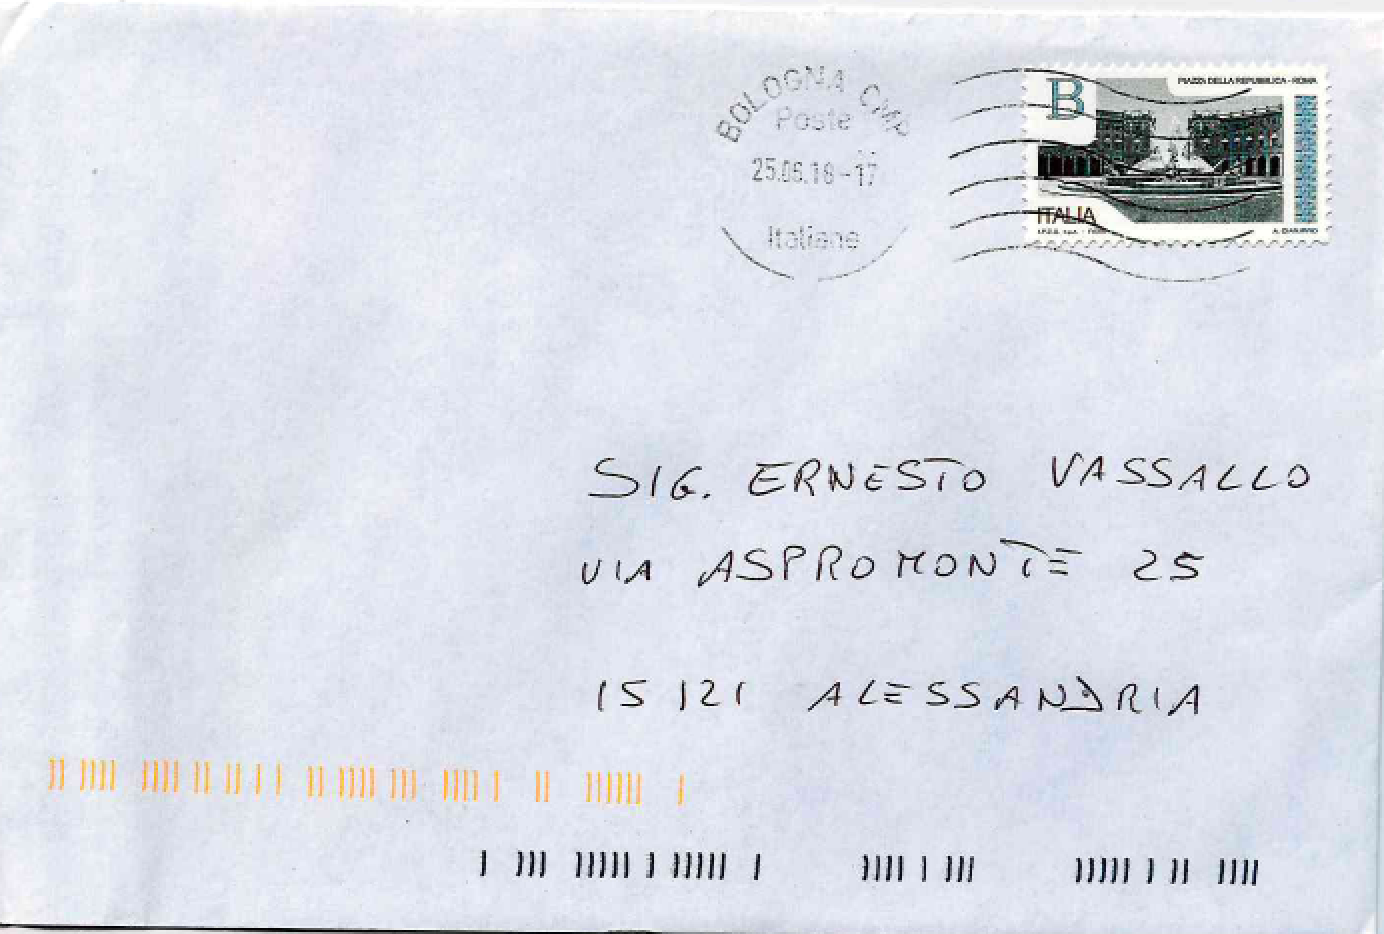 BOLOGNA CMP
Poste
25.06.18-17
Italiane
PIAZZA DELLA REPUBBLICA - ROMA
B
ITALIA
SIG. ERNESTO VASSALLO
VIA ASPROMONTE 25
15121 ALESSANDRIA